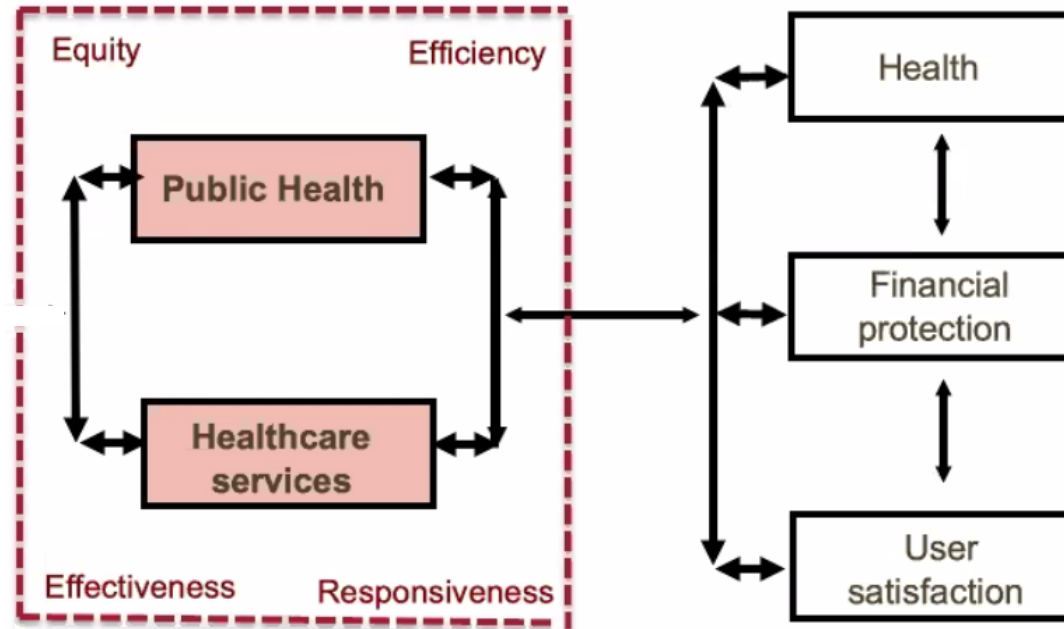 Equity
Efficiency
Public Health
Healthcare
services
Effectiveness
Responsiveness
Health
Financial
protection
User
satisfaction